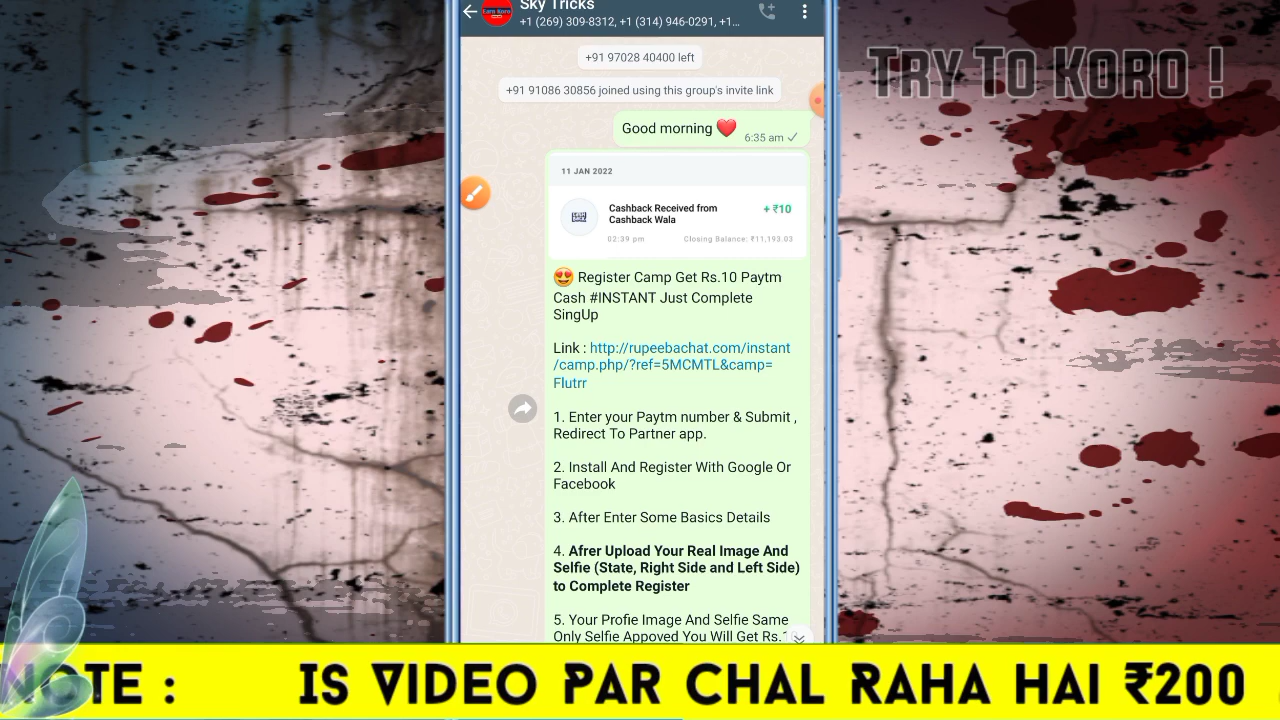 Sky Tricks
+1 (269) 309-8312, +1 (314) 946-0291, +1...
TRY TO KORO !
+91 97028 40400 left
+91 91086 30856 joined using this group's invite link
Good morning ❤️
6:35 am
11 JAN 2022
Cashback Received from
Cashback Wala
+ ₹10
02:39 pm
Closing Balance: ₹11,193.03
😍 Register Camp Get Rs.10 Paytm
Cash #INSTANT Just Complete
SingUp
Link : http://rupeebachat.com/instant
/camp.php/?ref=5MCMTL&camp=
Flutrr
1. Enter your Paytm number & Submit ,
Redirect To Partner app.
2. Install And Register With Google Or
Facebook
3. After Enter Some Basics Details
4. Afrer Upload Your Real Image And
Selfie (State, Right Side and Left Side)
to Complete Register
5. Your Profie Image And Selfie Same
Only Selfie Appoved You Will Get Rs.
NOTE : IS VIDEO PAR CHAL RAHA HAI ₹200